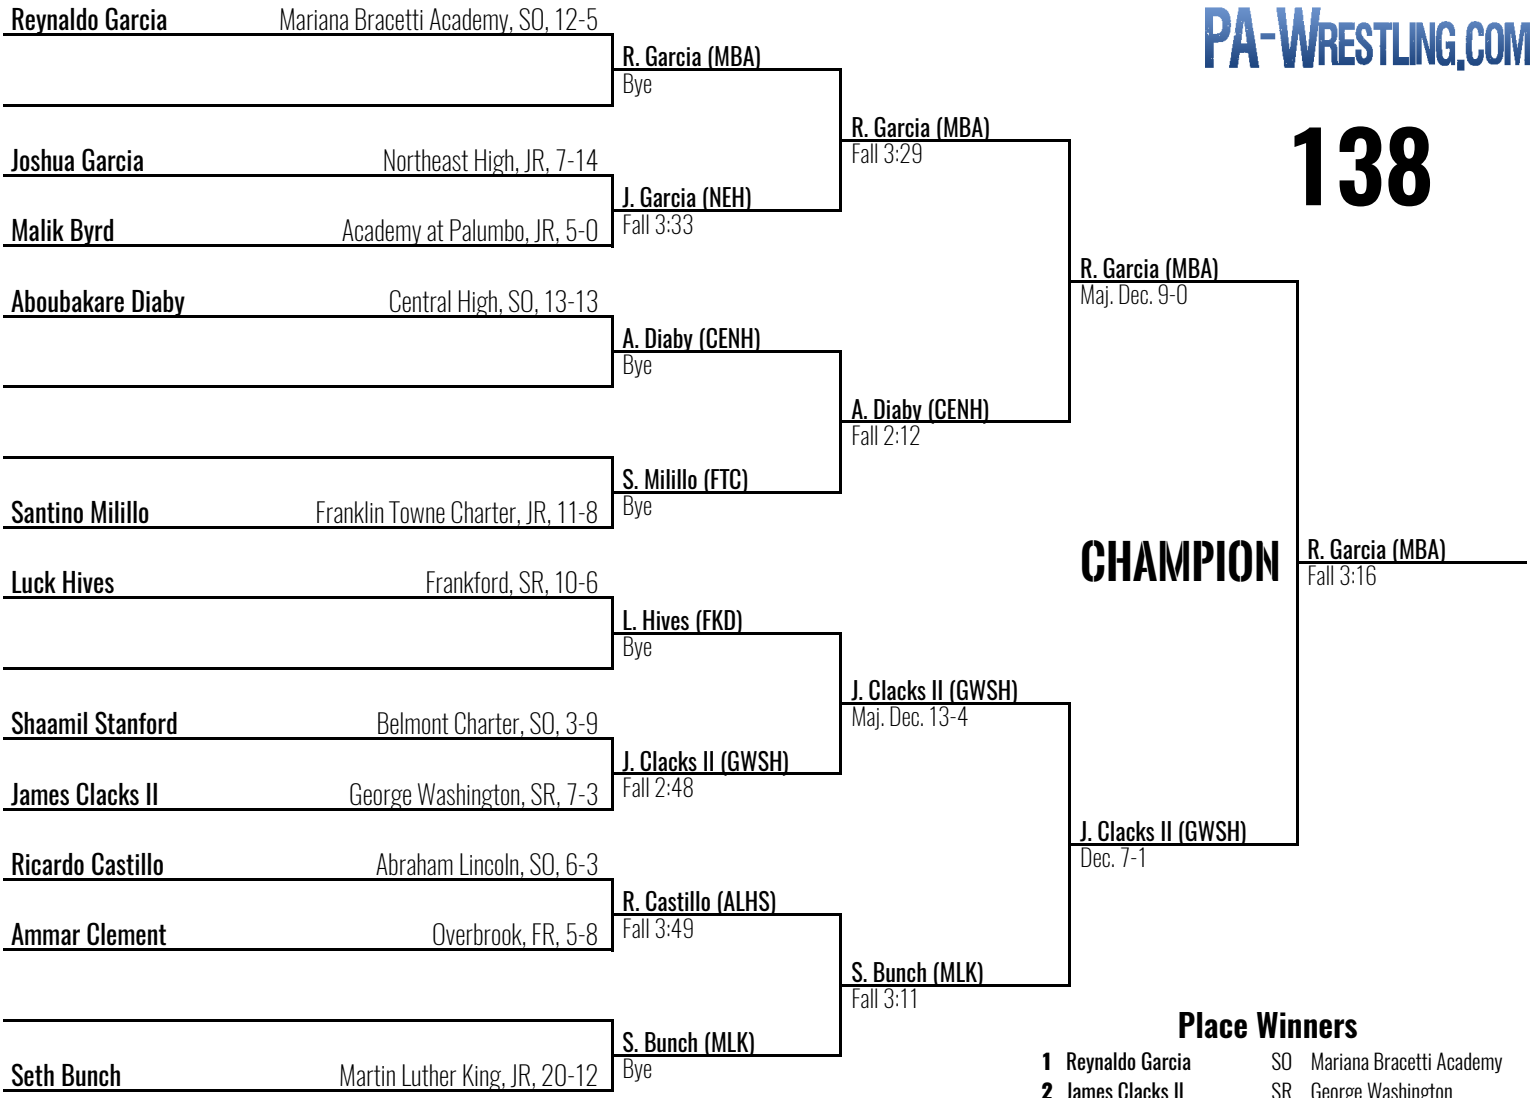 Reynaldo Garcia Mariana Bracetti Academy, SO, 12-5
PA-WRESTLING.COM
R. Garcia (MBA)
Bye
138
R. Garcia (MBA)
Fall 3:29
Joshua Garcia Northeast High, JR, 7-14
J. Garcia (NEH)
Fall 3:33
Malik Byrd Academy at Palumbo, JR, 5-0
R. Garcia (MBA)
Maj. Dec. 9-0
Aboubakare Diaby Central High, SO, 13-13
A. Diaby (CENH)
Bye
A. Diaby (CENH)
Fall 2:12
S. Milillo (FTC)
Bye
Santino Milillo Franklin Towne Charter, JR, 11-8
CHAMPION
R. Garcia (MBA)
Fall 3:16
Luck Hives Frankford, SR, 10-6
L. Hives (FKD)
Bye
J. Clacks II (GWSH)
Maj. Dec. 13-4
Shaamil Stanford Belmont Charter, SO, 3-9
J. Clacks II (GWSH)
Fall 2:48
James Clacks II George Washington, SR, 7-3
J. Clacks II (GWSH)
Dec. 7-1
Ricardo Castillo Abraham Lincoln, SO, 6-3
R. Castillo (ALHS)
Fall 3:49
Ammar Clement Overbrook, FR, 5-8
S. Bunch (MLK)
Fall 3:11
S. Bunch (MLK)
Bye
Seth Bunch Martin Luther King, JR, 20-12
Place Winners
1 Reynaldo Garcia SO Mariana Bracetti Academy
2 James Clacks II SR George Washington